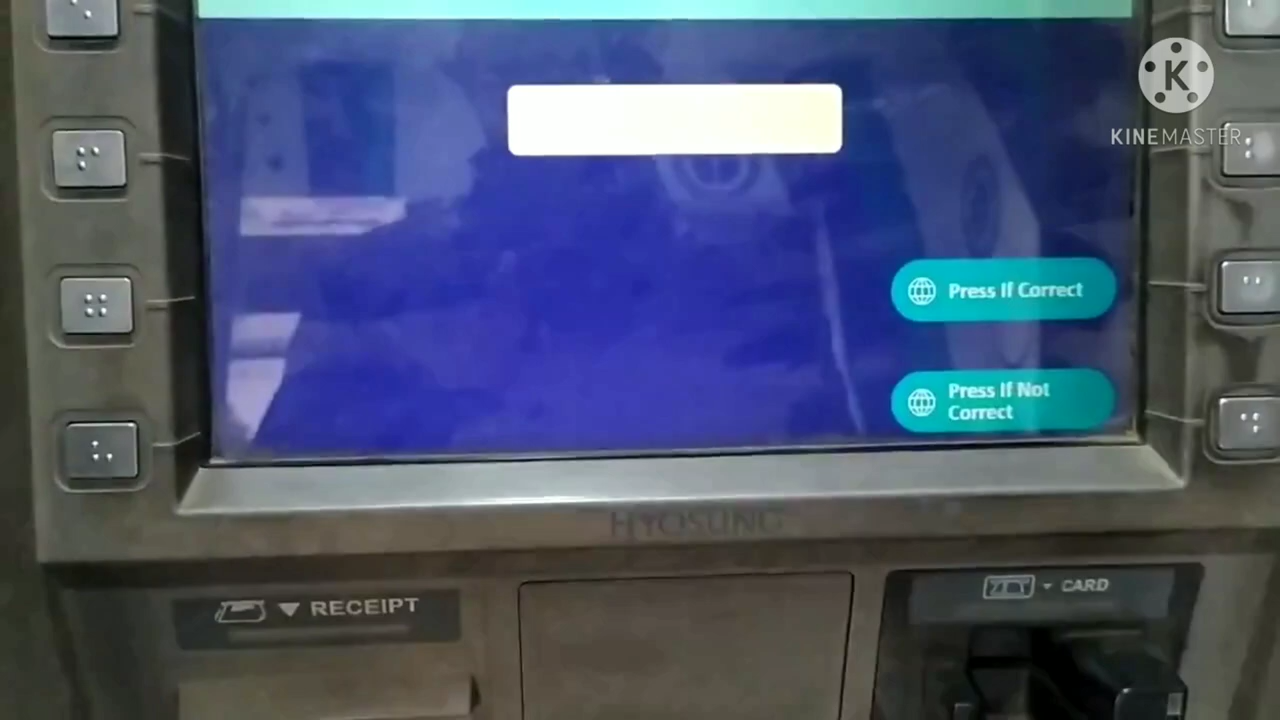 K
KINEMASTER
Press If Correct
Press If Not
Correct
HYOSUNG
RECEIPT
CARD